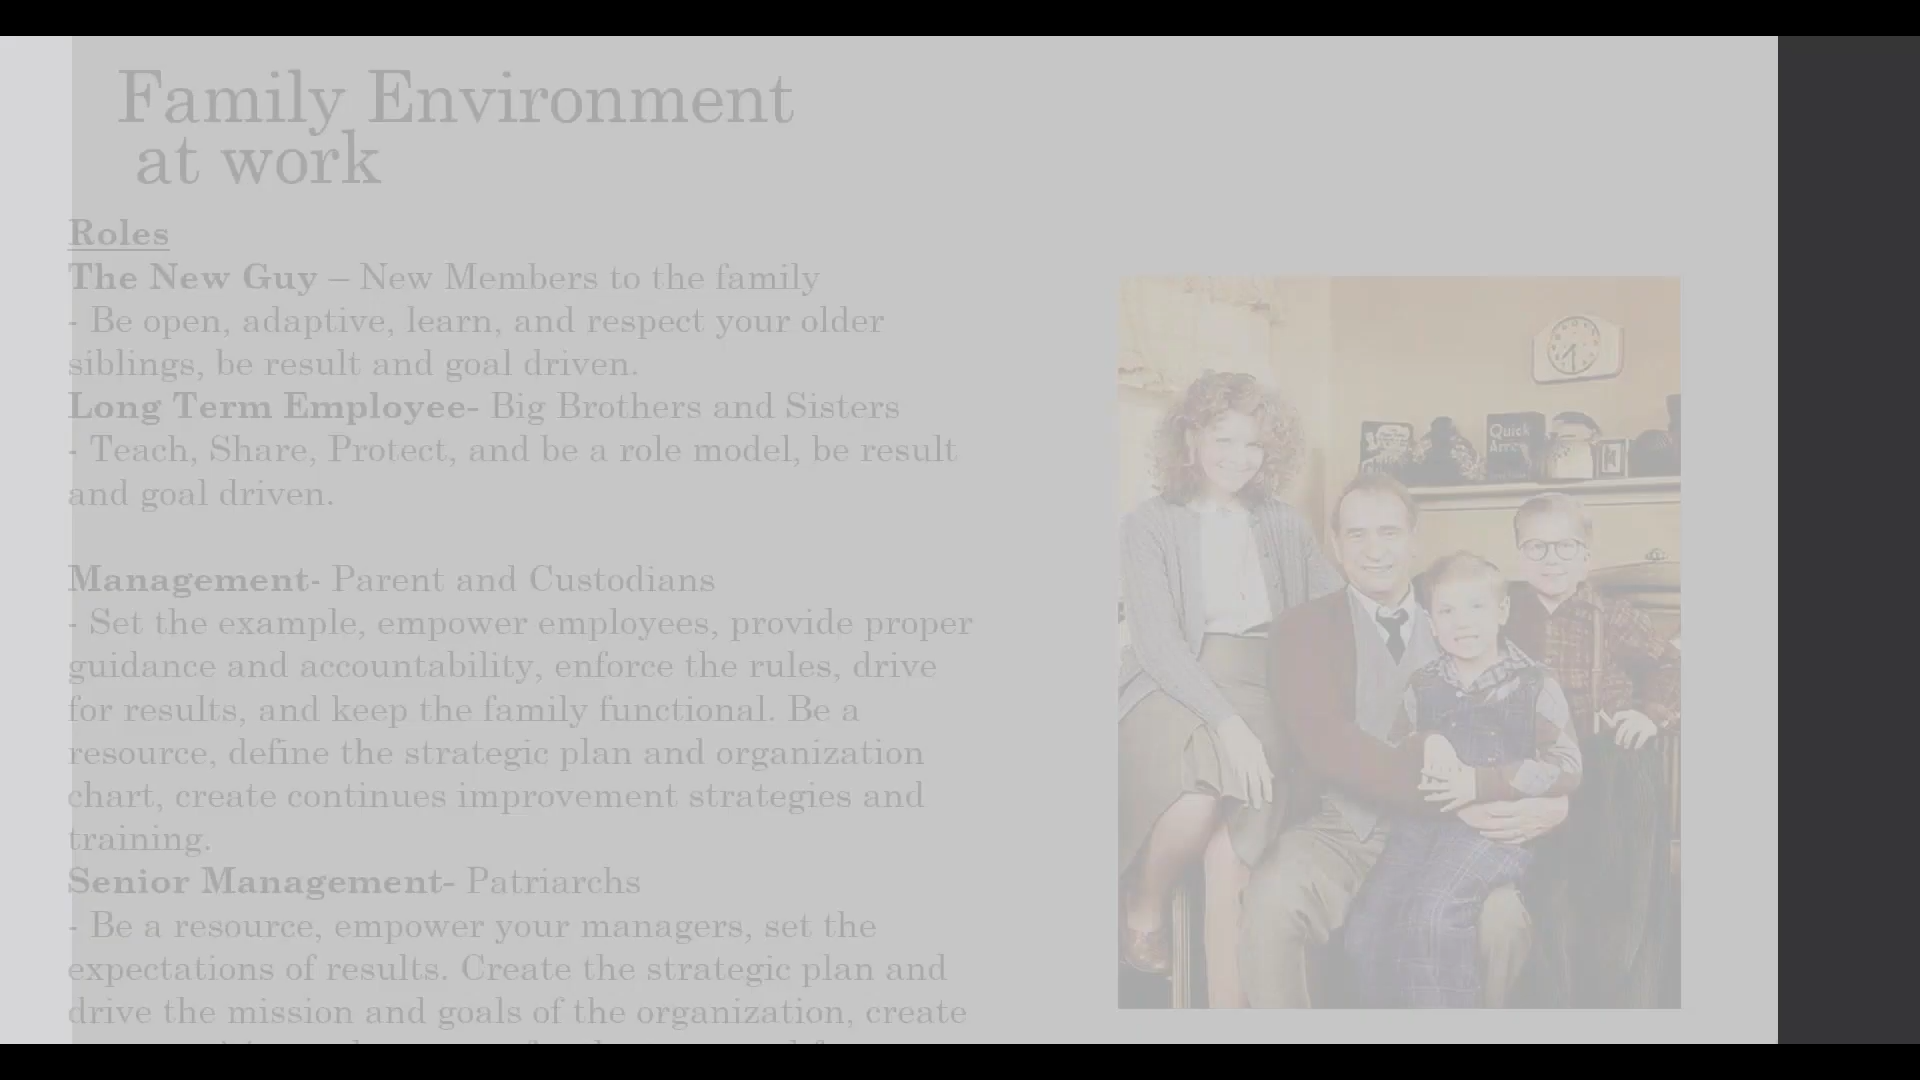 Family Environment
at work
Roles
The New Guy – New Members to the family
- Be open, adaptive, learn, and respect your older
siblings, be result and goal driven.
Long Term Employee- Big Brothers and Sisters
- Teach, Share, Protect, and be a role model, be result
and goal driven.
Management- Parent and Custodians
- Set the example, empower employees, provide proper
guidance and accountability, enforce the rules, drive
for results, and keep the family functional. Be a
resource, define the strategic plan and organization
chart, create continues improvement strategies and
training.
Senior Management- Patriarchs
- Be a resource, empower your managers, set the
expectations of results. Create the strategic plan and
drive the mission and goals of the organization, create
Quick